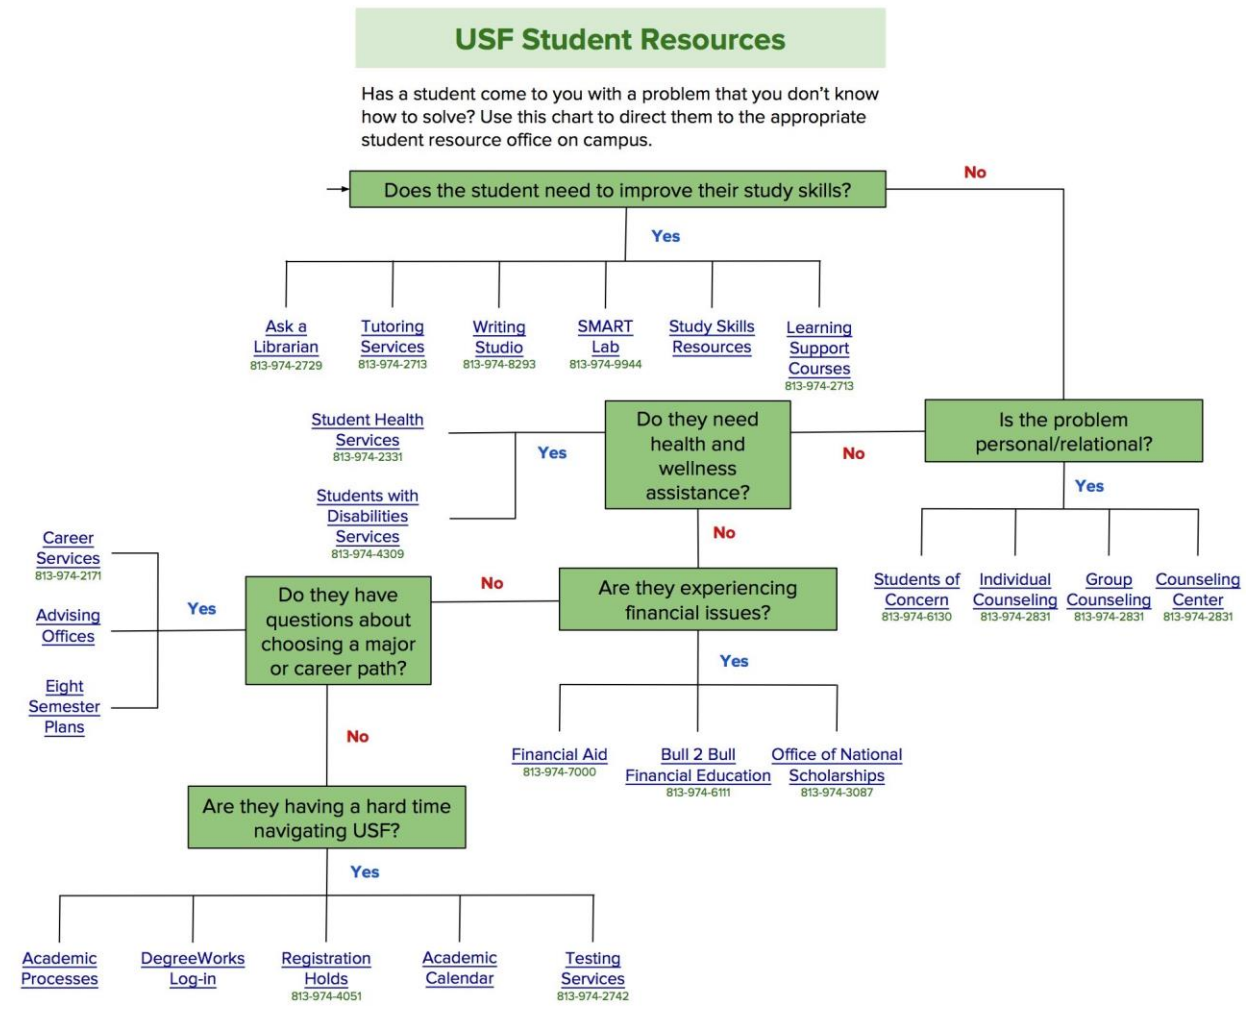 USF Student Resources
Has a student come to you with a problem that you don't know
how to solve? Use this chart to direct them to the appropriate
student resource office on campus.
Does the student need to improve their study skills?
No
Yes
Ask a
Librarian
813-974-2729
Tutoring
Services
813-974-2713
Writing
Studio
813-974-8293
SMART
Lab
813-974-9944
Study Skills
Resources
Learning
Support
Courses
813-974-2713
Is the problem
personal/relational?
No
Yes
Students of
Concern
813-974-6130
Individual
Counseling
813-974-2831
Group
Counseling
813-974-2831
Counseling
Center
813-974-2831
Do they need
health and
wellness
assistance?
Yes
Student Health
Services
813-974-2331
Students with
Disabilities
Services
813-974-4309
No
Are they experiencing
financial issues?
Yes
Financial Aid
813-974-7000
Bull 2 Bull
Financial Education
813-974-6111
Office of National
Scholarships
813-974-3087
No
Do they have
questions about
choosing a major
or career path?
Yes
Career
Services
813-974-2171
Advising
Offices
Eight
Semester
Plans
No
Are they having a hard time
navigating USF?
Yes
Academic
Processes
DegreeWorks
Log-in
Registration
Holds
813-974-4051
Academic
Calendar
Testing
Services
813-974-2742